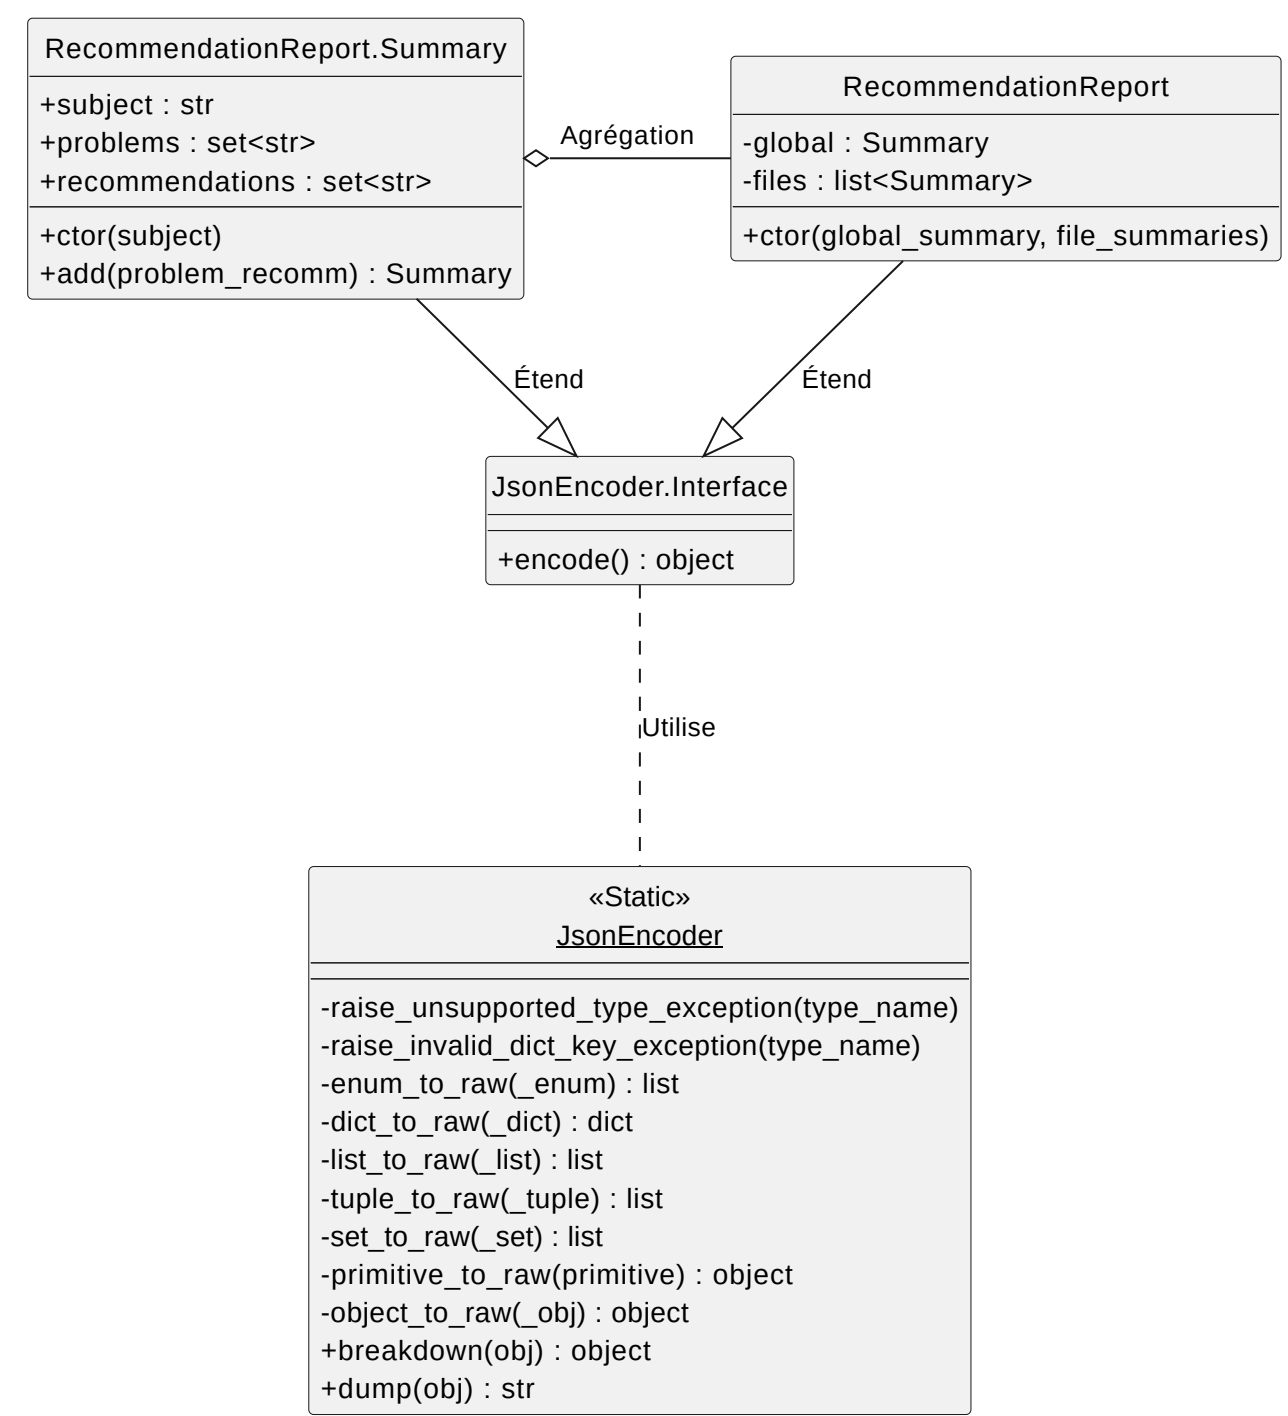 RecommendationReport.Summary
+subject : str
+problems : set<str>
+recommendations : set<str>
+ctor(subject)
+add(problem_recomm) : Summary
Agrégation
RecommendationReport
-global : Summary
-files : list<Summary>
+ctor(global_summary, file_summaries)
Étend
Étend
JsonEncoder.Interface
+encode() : object
Utilise
«Static»
JsonEncoder
-raise_unsupported_type_exception(type_name)
-raise_invalid_dict_key_exception(type_name)
-enum_to_raw(_enum) : list
-dict_to_raw(_dict) : dict
-list_to_raw(_list) : list
-tuple_to_raw(_tuple) : list
-set_to_raw(_set) : list
-primitive_to_raw(primitive) : object
-object_to_raw(_obj) : object
+breakdown(obj) : object
+dump(obj) : str